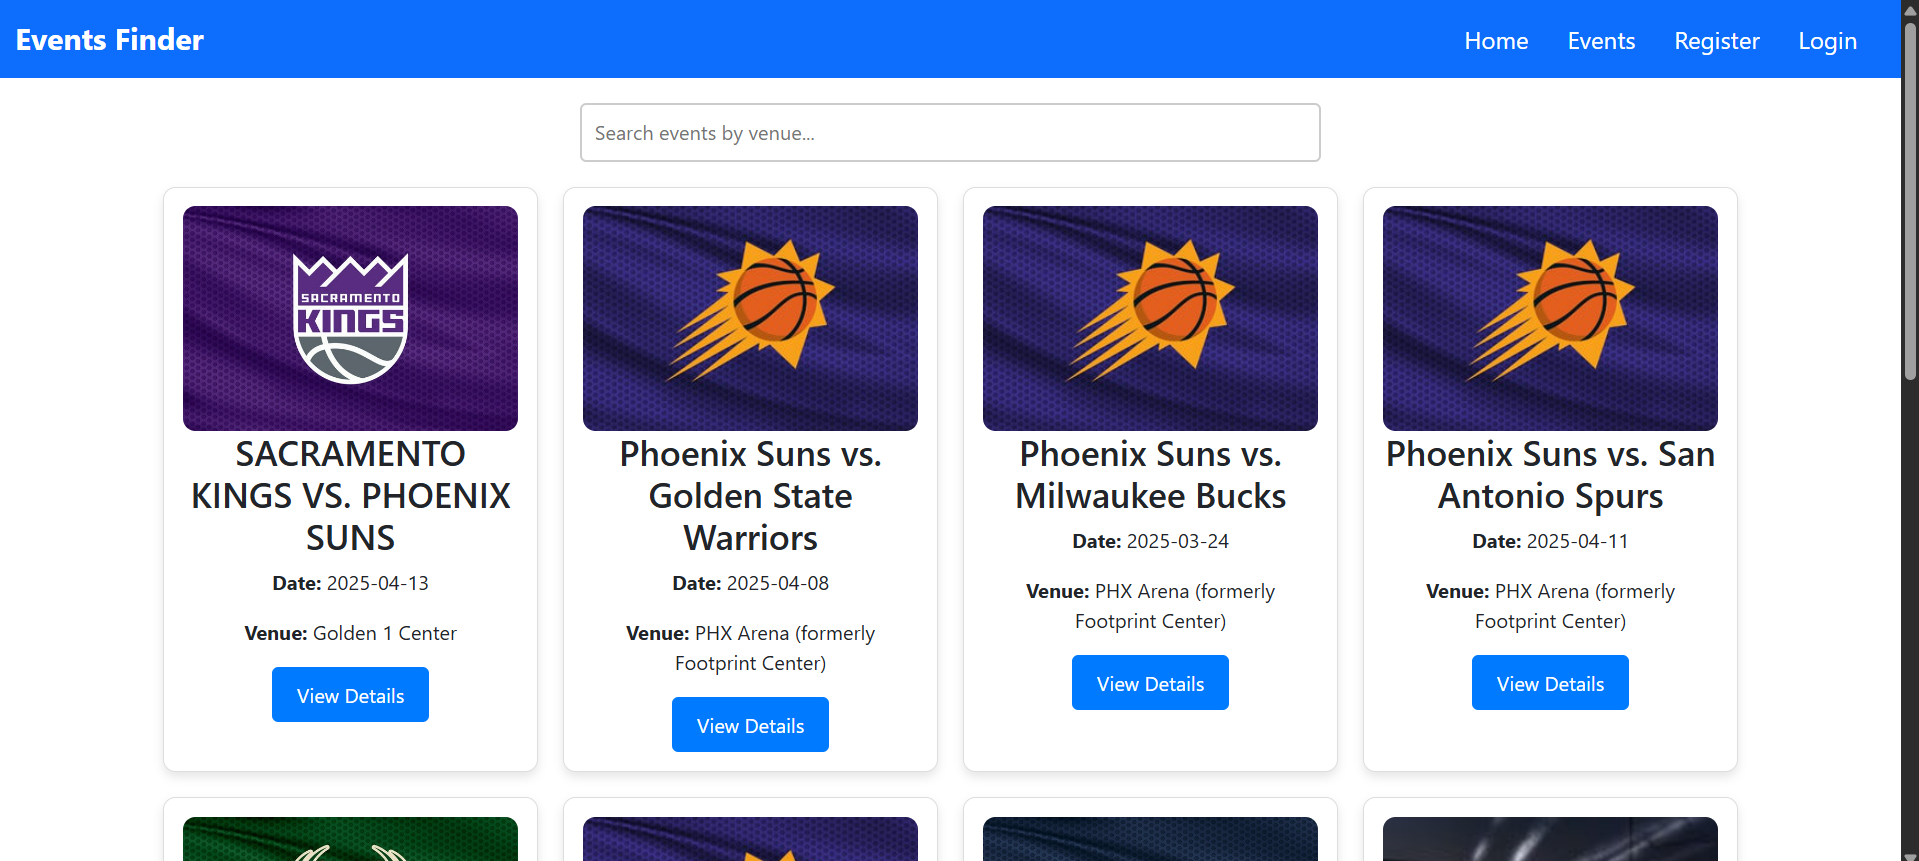 Events Finder
Home
Events
Register
Login
Search events by venue...
SACRAMENTO
KINGS
SACRAMENTO
KINGS VS. PHOENIX
SUNS
Date: 2025-04-13
Venue: Golden 1 Center
View Details
Phoenix Suns vs.
Golden State
Warriors
Date: 2025-04-08
Venue: PHX Arena (formerly
Footprint Center)
View Details
Phoenix Suns vs.
Milwaukee Bucks
Date: 2025-03-24
Venue: PHX Arena (formerly
Footprint Center)
View Details
Phoenix Suns vs. San
Antonio Spurs
Date: 2025-04-11
Venue: PHX Arena (formerly
Footprint Center)
View Details